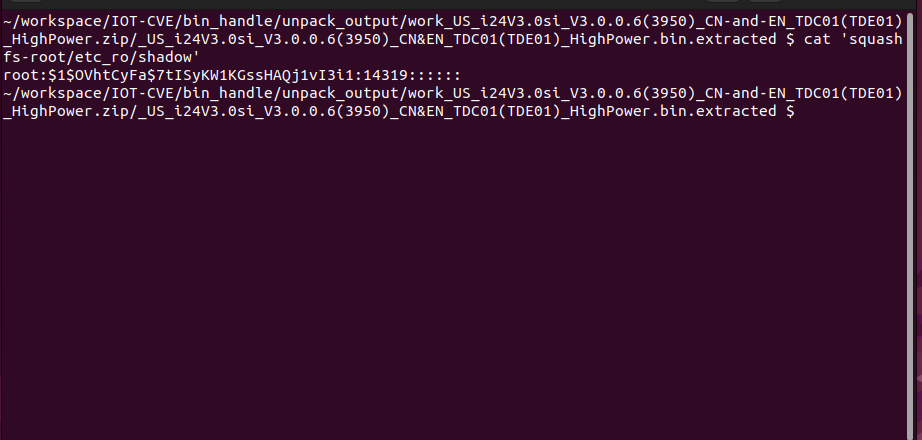 ~/workspace/IOT-CVE/bin_handle/unpack_output/work_US_i24V3.0si_V3.0.0.6(3950)_CN-and-EN_TDC01(TDE01)
_HighPower.zip/_US_i24V3.0si_V3.0.0.6(3950)_CN&EN_TDC01(TDE01)_HighPower.bin.extracted $ cat 'squash
fs-root/etc_ro/shadow'
root:$1$OVhtCyFa$7tISyKW1KGssHAQj1vI3i1:14319::::::
~/workspace/IOT-CVE/bin_handle/unpack_output/work_US_i24V3.0si_V3.0.0.6(3950)_CN-and-EN_TDC01(TDE01)
_HighPower.zip/_US_i24V3.0si_V3.0.0.6(3950)_CN&EN_TDC01(TDE01)_HighPower.bin.extracted $